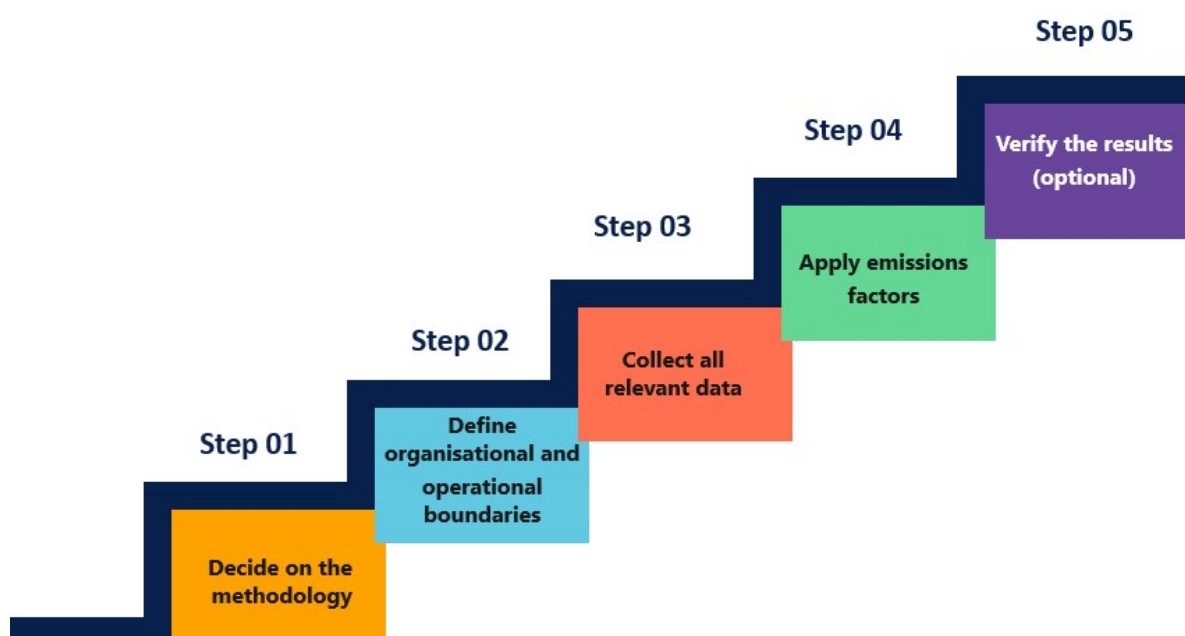 Step 01
Decide on the
methodology
Step 02
Define
organisational and
operational
boundaries
Step 03
Collect all
relevant data
Step 04
Apply emissions
factors
Step 05
Verify the results
(optional)